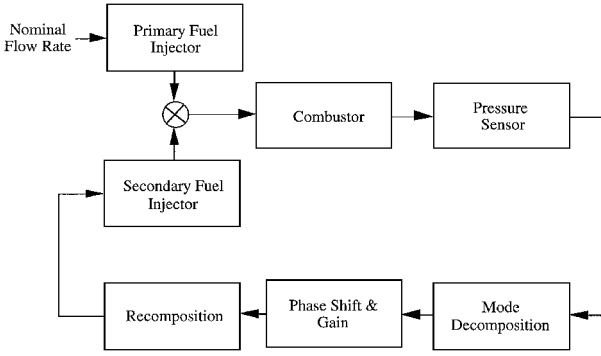 Nominal
Flow Rate
Primary Fuel
Injector
Combustor
Pressure
Sensor
Secondary Fuel
Injector
Recomposition
Phase Shift &
Gain
Mode
Decomposition